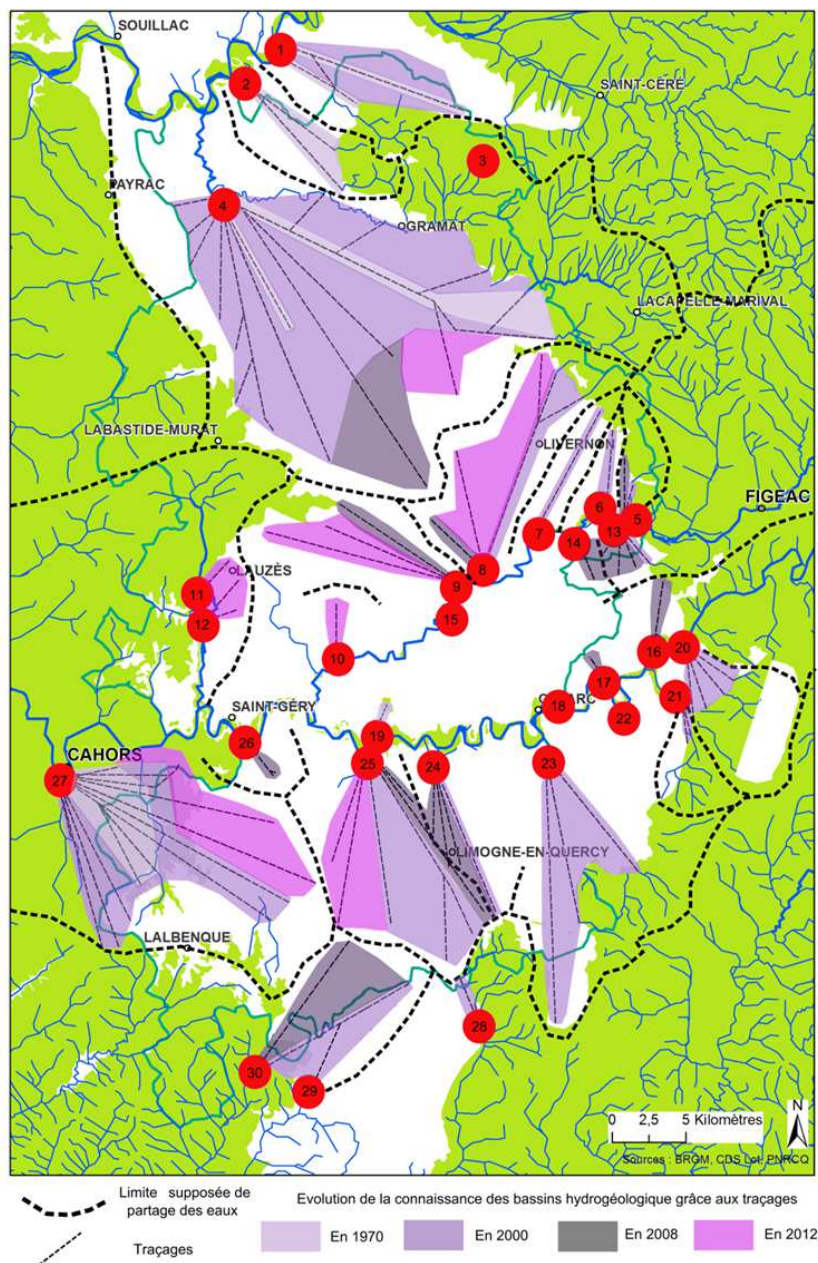 SOUILLAC
1
2
SAINT-CÉRÉ
3
PAYRAC
4
GRAMAT
LACAPELLE-MARIVAL
LABASTIDE-MURAT
LIVERNON
FIGEAC
6
5
7
13
14
8
LAUZÈS
9
11
12
15
10
16
20
17
21
SAINT-GÉRY
18
22
19
26
CAHORS
25
24
23
27
LIMOGNE-EN-QUERCY
LALBENQUE
28
30
29
N
0 2,5 5 Kilomètres
Sources : BRGM, CDS Lot, PNRCQ
Limite supposée de
partage des eaux
Traçages
Evolution de la connaissance des bassins hydrogéologique grâce aux traçages
En 1970 En 2000 En 2008 En 2012